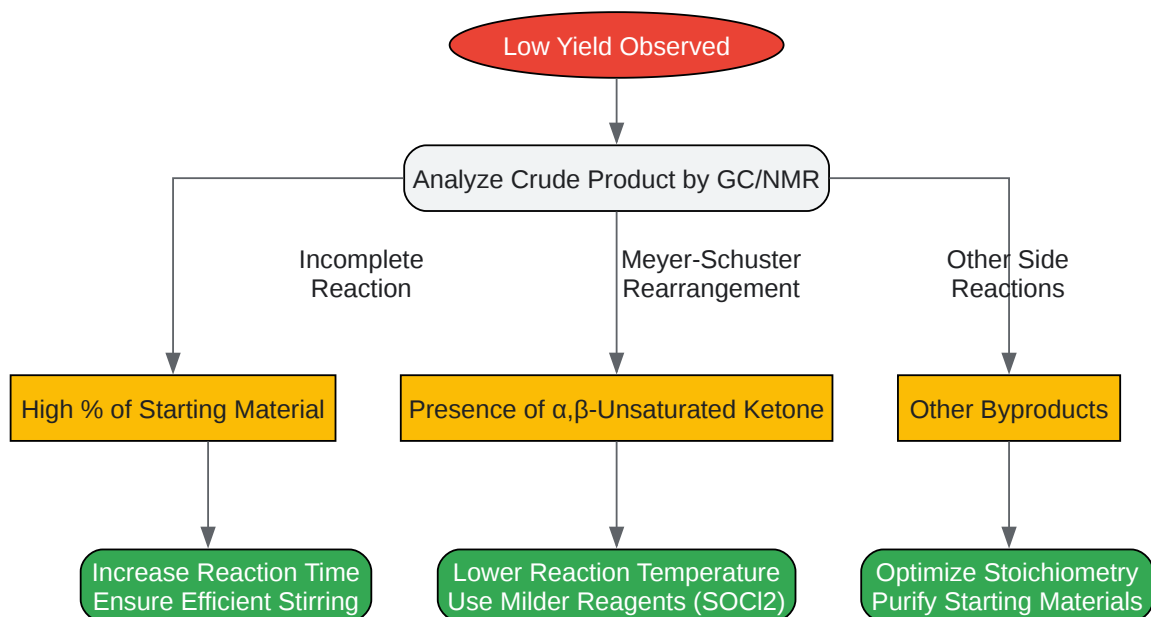 Low Yield Observed
Analyze Crude Product by GC/NMR
Incomplete
Reaction
Meyer-Schuster
Rearrangement
Other Side
Reactions
High % of Starting Material
Presence of α,β-Unsaturated Ketone
Other Byproducts
Increase Reaction Time
Ensure Efficient Stirring
Lower Reaction Temperature
Use Milder Reagents (SOCl2)
Optimize Stoichiometry
Purify Starting Materials